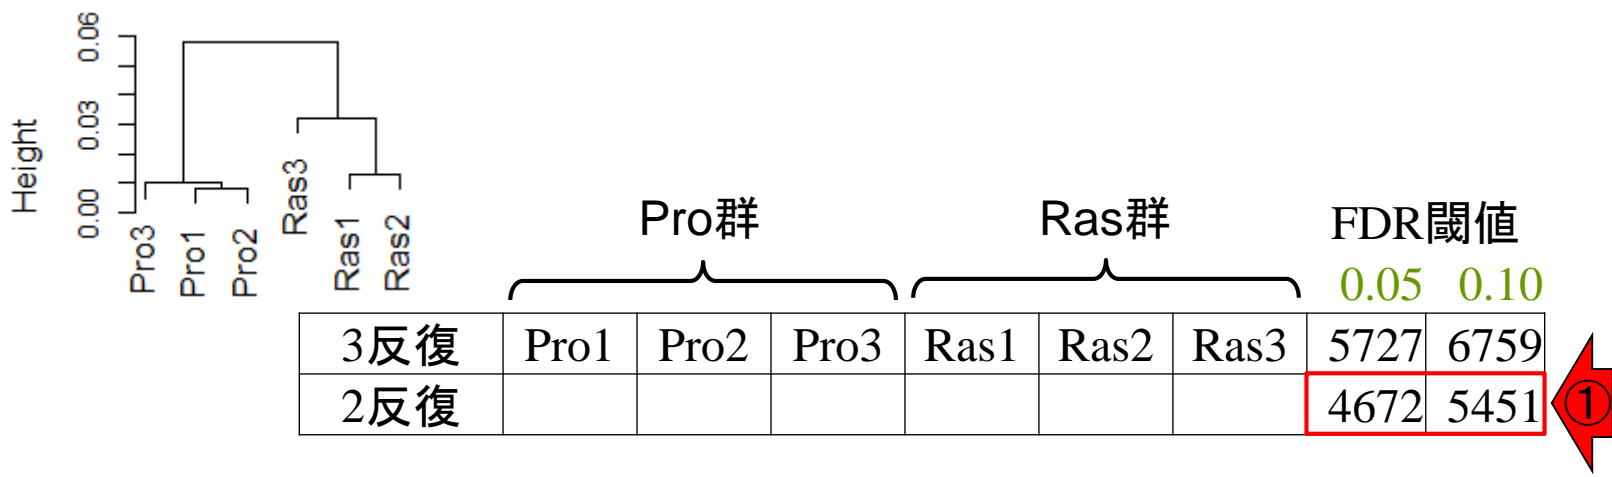 Height
0.00 0.03 0.06
Pro3 Pro1 Pro2 Ras3 Ras1 Ras2
Pro群 Ras群 FDR閾値
0.05 0.10
3反復 Pro1 Pro2 Pro3 Ras1 Ras2 Ras3 5727 6759
2反復 4672 5451
①